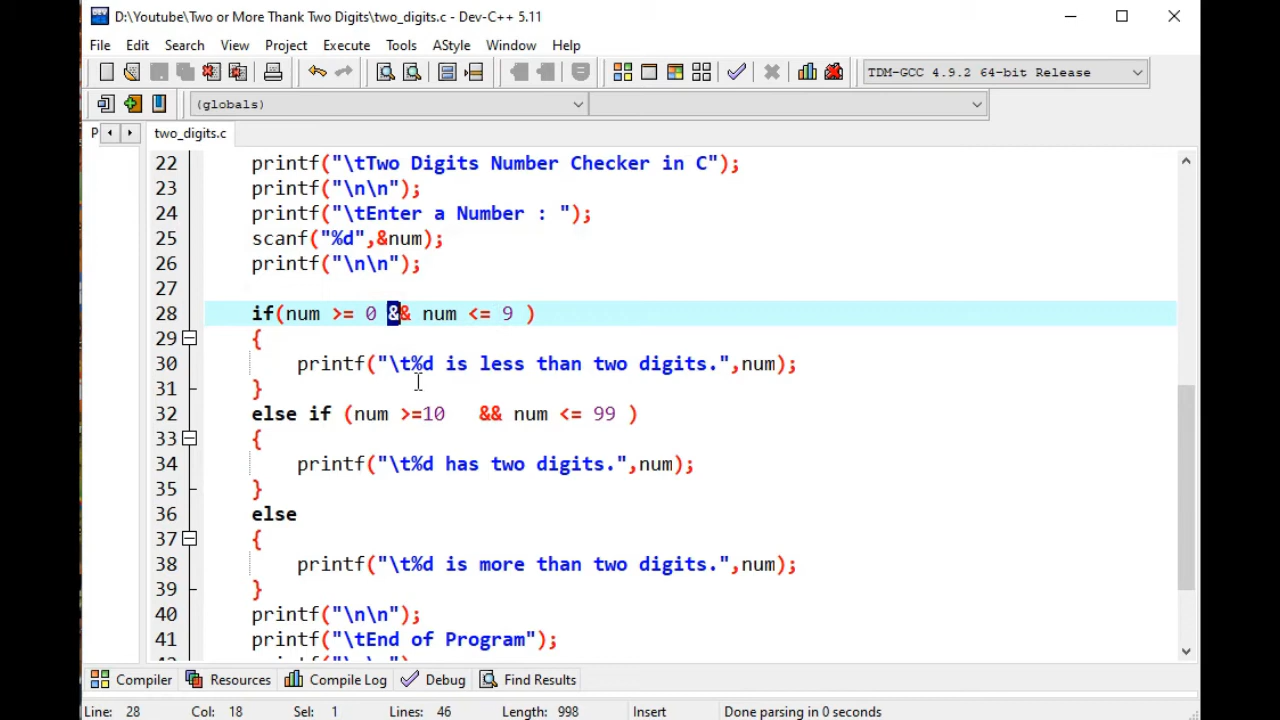 D:\Youtube\Two or More Thank Two Digits\two_digits.c - Dev-C++ 5.11
File Edit Search View Project Execute Tools AStyle Window Help
TDM-GCC 4.9.2 64-bit Release
(globals)
P two_digits.c
22 printf("\tTwo Digits Number Checker in C");
23 printf("\n\n");
24 printf("\tEnter a Number : ");
25 scanf("%d",&num);
26 printf("\n\n");
27
28 if(num >= 0 && num <= 9 )
29 {
30 printf("\t%d is less than two digits.",num);
31 }
32 else if (num >=10 && num <= 99 )
33 {
34 printf("\t%d has two digits.",num);
35 }
36 else
37 {
38 printf("\t%d is more than two digits.",num);
39 }
40 printf("\n\n");
41 printf("\tEnd of Program");
Compiler Resources Compile Log Debug Find Results
Line: 28 Col: 18 Sel: 1 Lines: 46 Length: 998 Insert Done parsing in 0 seconds